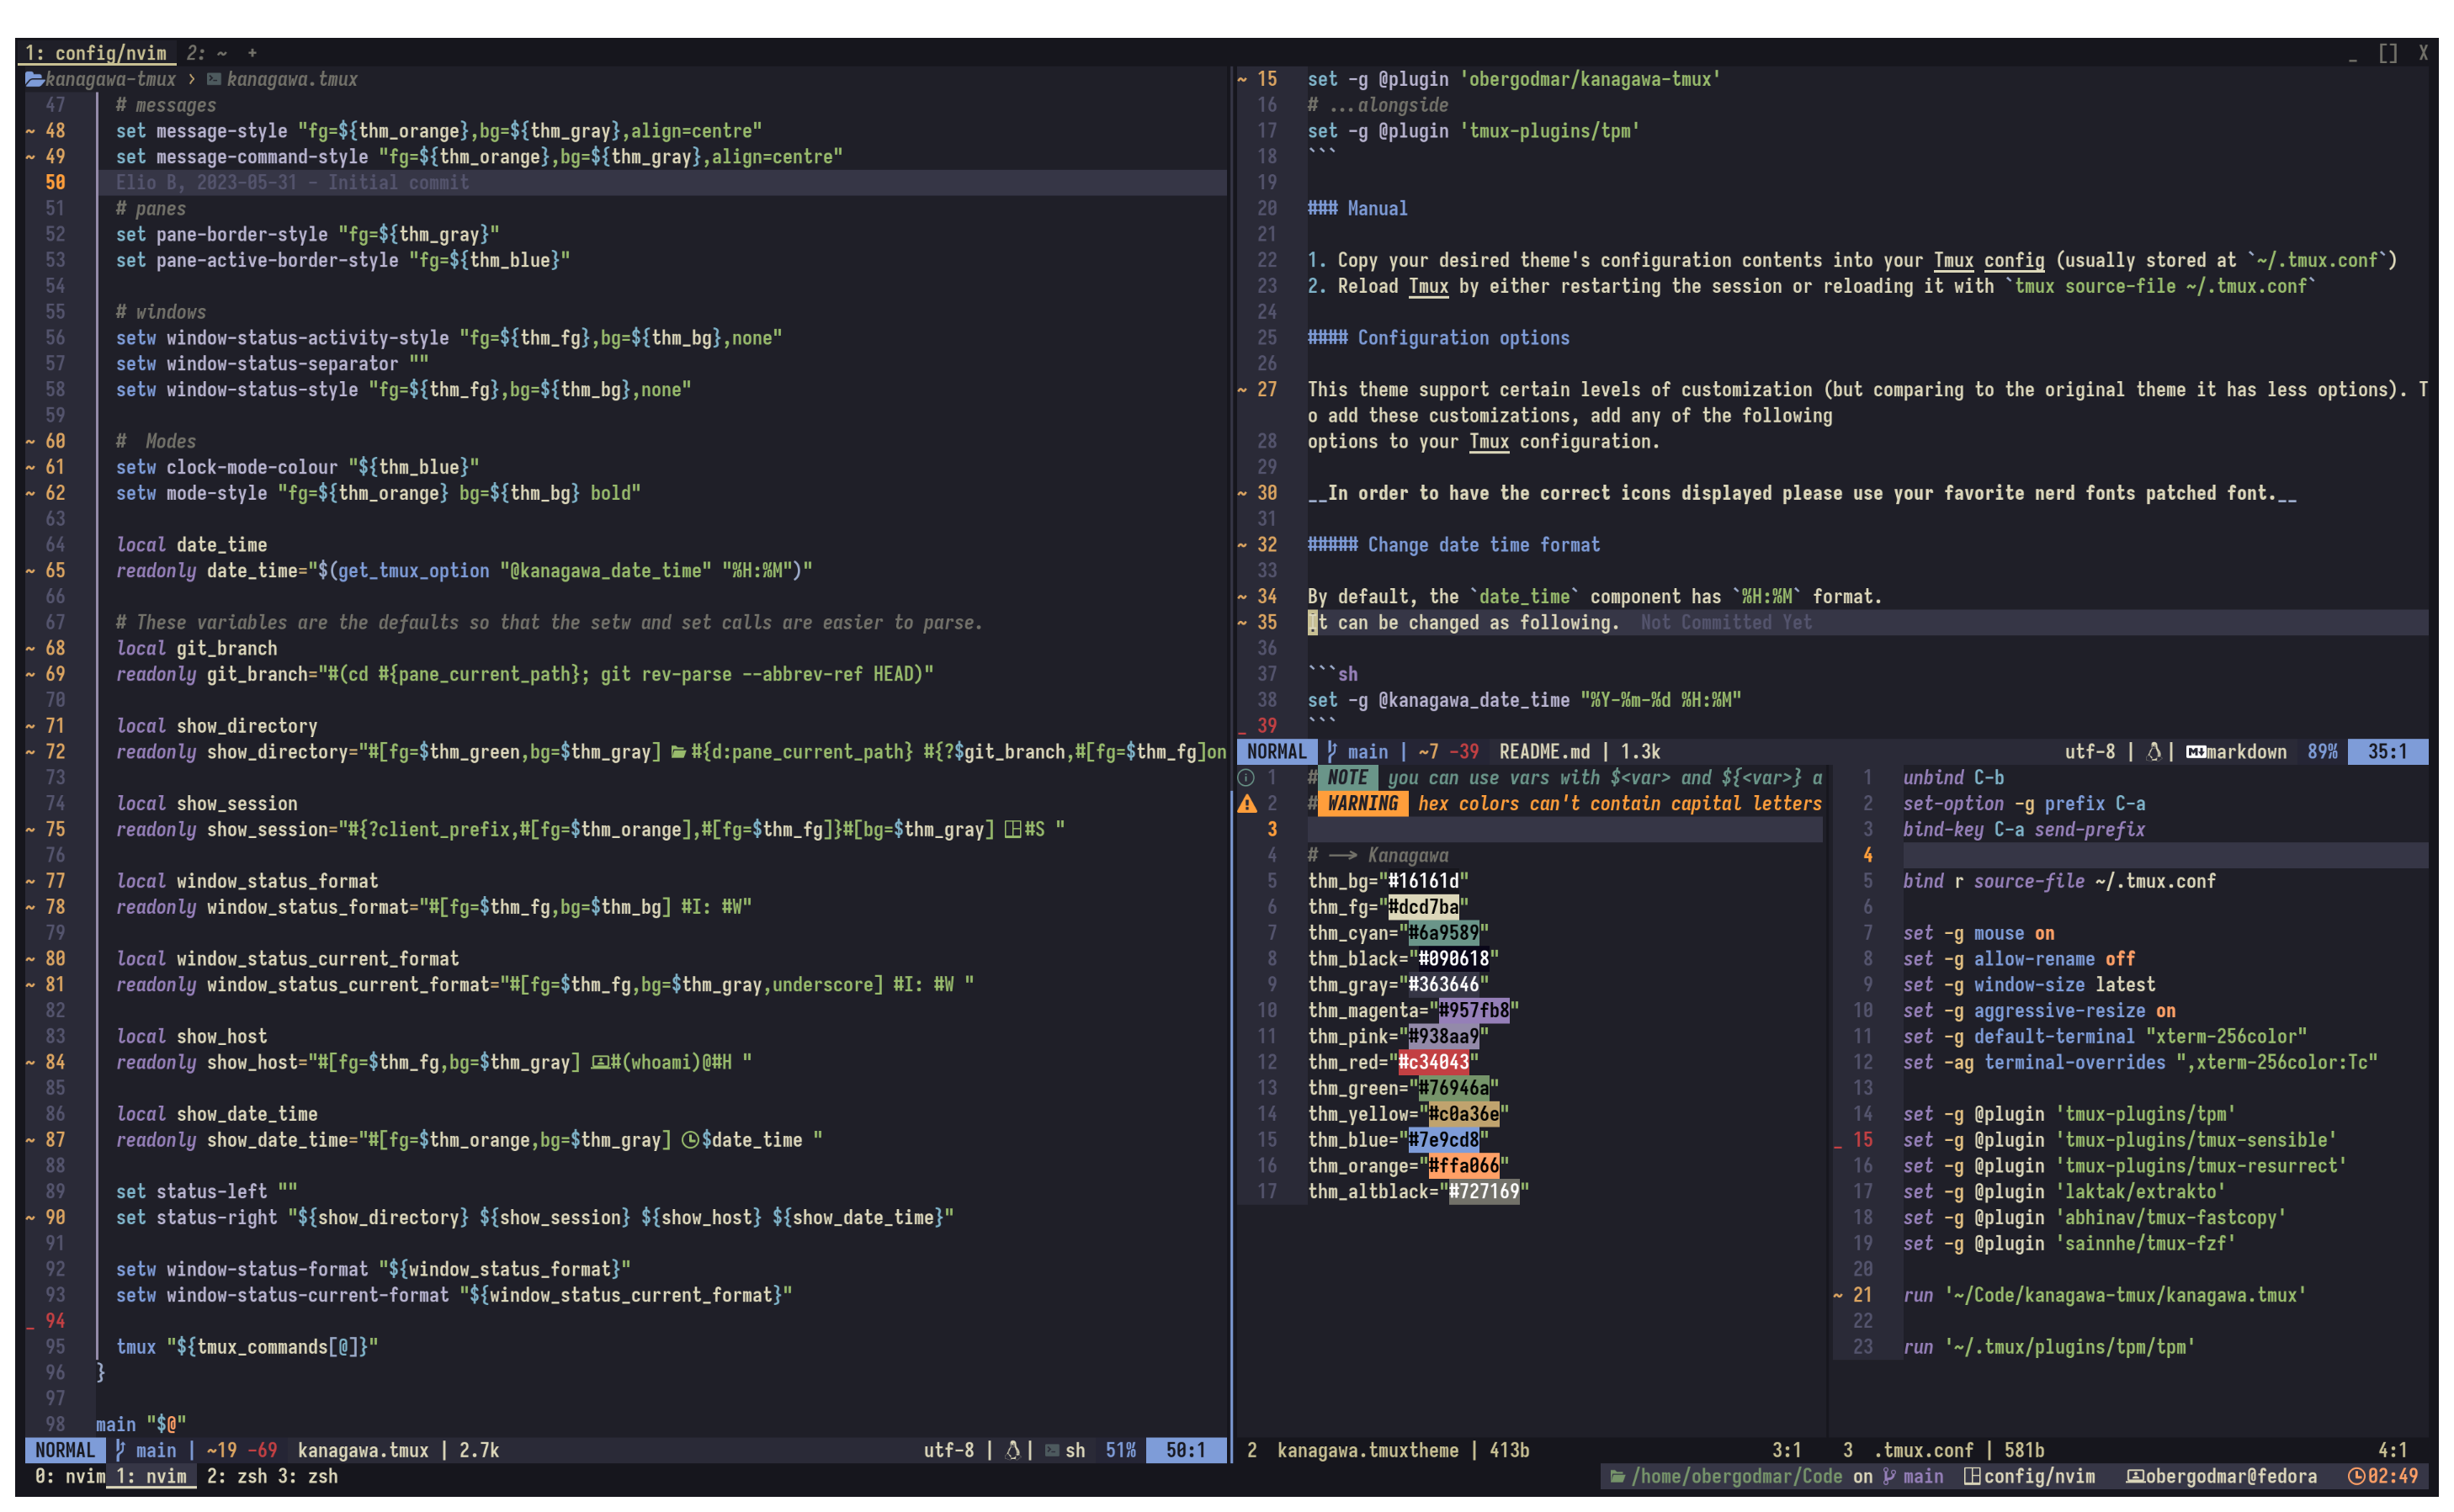 1: config/nvim 2: ~ + _ [] X
kanagawa-tmux > kanagawa.tmux
47 # messages
~ 48 set message-style "fg=${thm_orange},bg=${thm_gray},align=centre"
~ 49 set message-command-style "fg=${thm_orange},bg=${thm_gray},align=centre"
50 Elio B, 2023-05-31 - Initial commit
51 # panes
52 set pane-border-style "fg=${thm_gray}"
53 set pane-active-border-style "fg=${thm_blue}"
54
55 # windows
56 setw window-status-activity-style "fg=${thm_fg},bg=${thm_bg},none"
57 setw window-status-separator ""
58 setw window-status-style "fg=${thm_fg},bg=${thm_bg},none"
59
~ 60 #  Modes
~ 61 setw clock-mode-colour "${thm_blue}"
~ 62 setw mode-style "fg=${thm_orange} bg=${thm_bg} bold"
63
64 local date_time
~ 65 readonly date_time="$(get_tmux_option "@kanagawa_date_time" "%H:%M")"
66
67 # These variables are the defaults so that the setw and set calls are easier to parse.
~ 68 local git_branch
~ 69 readonly git_branch="#(cd #{pane_current_path}; git rev-parse --abbrev-ref HEAD)"
70
~ 71 local show_directory
~ 72 readonly show_directory="#[fg=$thm_green,bg=$thm_gray] #{d:pane_current_path} #{?$git_branch,#[fg=$thm_fg]on
73
74 local show_session
~ 75 readonly show_session="#{?client_prefix,#[fg=$thm_orange],#[fg=$thm_fg]}#[bg=$thm_gray] #S "
76
~ 77 local window_status_format
~ 78 readonly window_status_format="#[fg=$thm_fg,bg=$thm_bg] #I: #W"
79
~ 80 local window_status_current_format
~ 81 readonly window_status_current_format="#[fg=$thm_fg,bg=$thm_gray,underscore] #I: #W "
82
83 local show_host
~ 84 readonly show_host="#[fg=$thm_fg,bg=$thm_gray] #(whoami)@#H "
85
86 local show_date_time
~ 87 readonly show_date_time="#[fg=$thm_orange,bg=$thm_gray] $date_time "
88
89 set status-left ""
~ 90 set status-right "${show_directory} ${show_session} ${show_host} ${show_date_time}"
91
92 setw window-status-format "${window_status_format}"
93 setw window-status-current-format "${window_status_current_format}"
_ 94
95 tmux "${tmux_commands[@]}"
96 }
97
98 main "$@"
NORMAL main | ~19 -69 kanagawa.tmux | 2.7k utf-8 | | sh 51% 50:1
~ 15 set -g @plugin 'obergodmar/kanagawa-tmux'
16 # ...alongside
17 set -g @plugin 'tmux-plugins/tpm'
18 ```
19
20 ### Manual
21
22 1. Copy your desired theme's configuration contents into your Tmux config (usually stored at `~/.tmux.conf`)
23 2. Reload Tmux by either restarting the session or reloading it with `tmux source-file ~/.tmux.conf`
24
25 #### Configuration options
26
~ 27 This theme support certain levels of customization (but comparing to the original theme it has less options). T
o add these customizations, add any of the following
28 options to your Tmux configuration.
29
~ 30 __In order to have the correct icons displayed please use your favorite nerd fonts patched font.__
31
~ 32 ##### Change date time format
33
~ 34 By default, the `date_time` component has `%H:%M` format.
~ 35 It can be changed as following. Not Committed Yet
36
37 ```sh
38 set -g @kanagawa_date_time "%Y-%m-%d %H:%M"
_ 39 ```
NORMAL main | ~7 -39 README.md | 1.3k utf-8 | | markdown 89% 35:1
1 # NOTE you can use vars with $<var> and ${<var>} a
2 # WARNING hex colors can't contain capital letters
3
4 # --> Kanagawa
5 thm_bg="#16161d"
6 thm_fg="#dcd7ba"
7 thm_cyan="#6a9589"
8 thm_black="#090618"
9 thm_gray="#363646"
10 thm_magenta="#957fb8"
11 thm_pink="#938aa9"
12 thm_red="#c34043"
13 thm_green="#76946a"
14 thm_yellow="#c0a36e"
15 thm_blue="#7e9cd8"
16 thm_orange="#ffa066"
17 thm_altblack="#727169"
2 kanagawa.tmuxtheme | 413b 3:1
1 unbind C-b
2 set-option -g prefix C-a
3 bind-key C-a send-prefix
4
5 bind r source-file ~/.tmux.conf
6
7 set -g mouse on
8 set -g allow-rename off
9 set -g window-size latest
10 set -g aggressive-resize on
11 set -g default-terminal "xterm-256color"
12 set -ag terminal-overrides ",xterm-256color:Tc"
13
14 set -g @plugin 'tmux-plugins/tpm'
_ 15 set -g @plugin 'tmux-plugins/tmux-sensible'
16 set -g @plugin 'tmux-plugins/tmux-resurrect'
17 set -g @plugin 'laktak/extrakto'
18 set -g @plugin 'abhinav/tmux-fastcopy'
19 set -g @plugin 'sainnhe/tmux-fzf'
20
~ 21 run '~/Code/kanagawa-tmux/kanagawa.tmux'
22
23 run '~/.tmux/plugins/tpm/tpm'
3 .tmux.conf | 581b 4:1
0: nvim 1: nvim 2: zsh 3: zsh /home/obergodmar/Code on main config/nvim obergodmar@fedora 02:49